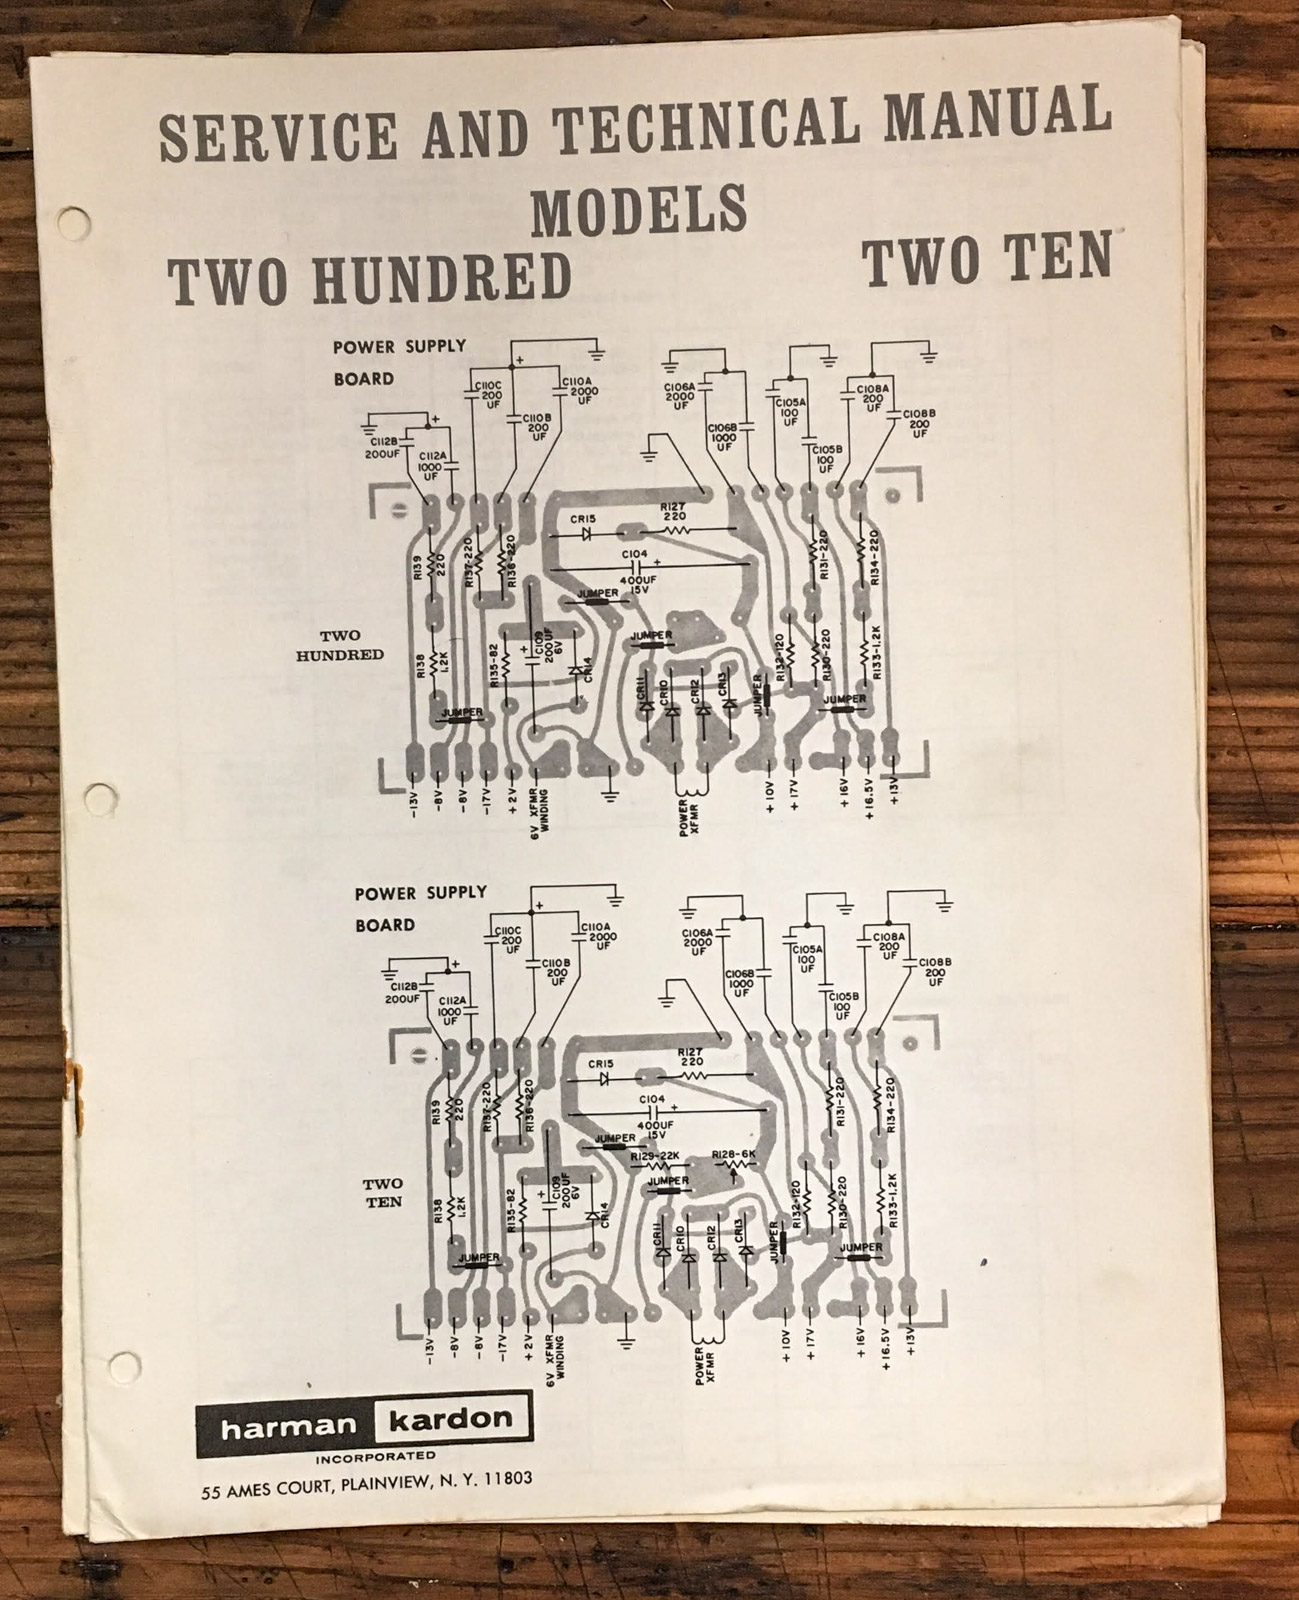 SERVICE AND TECHNICAL MANUAL
MODELS
TWO HUNDRED
TWO TEN
POWER SUPPLY
BOARD
C110C
200
UF
C110B
200
UF
C110A
2000
UF
+
C112B
200UF
C112A
1000
UF
+
C106A
2000
UF
C106B
1000
UF
C105A
100
UF
C105B
100
UF
C108A
200
UF
C108B
200
UF
CR15
R127
220
C104
+
400UF
15V
R139
220
R137-220
R136-220
R131-220
R134-220
JUMPER
JUMPER
TWO
HUNDRED
R138
1.2K
R135-82
+
C109
200UF
6V
CR14
CR11
CR10
CR12
CR13
JUMPER
R132-120
R130-220
R133-1.2K
JUMPER
JUMPER
-13V
-8V
-8V
-17V
+2V
6V XFMR
WINDING
POWER
XFMR
+10V
+17V
+16V
+16.5V
+13V
POWER SUPPLY
BOARD
C110C
200
UF
C110B
200
UF
C110A
2000
UF
+
C112B
200UF
C112A
1000
UF
+
C106A
2000
UF
C106B
1000
UF
C105A
100
UF
C105B
100
UF
C108A
200
UF
C108B
200
UF
CR15
R127
220
C104
+
400UF
15V
R139
220
R137-220
R136-220
R131-220
R134-220
JUMPER
R129-22K
R128-6K
JUMPER
TWO
TEN
R138
1.2K
R135-82
+
C109
200UF
6V
CR14
CR11
CR10
CR12
CR13
JUMPER
R132-120
R130-220
R133-1.2K
JUMPER
JUMPER
-13V
-8V
-8V
-17V
+2V
6V XFMR
WINDING
POWER
XFMR
+10V
+17V
+16V
+16.5V
+13V
harman kardon
INCORPORATED
55 AMES COURT, PLAINVIEW, N. Y. 11803